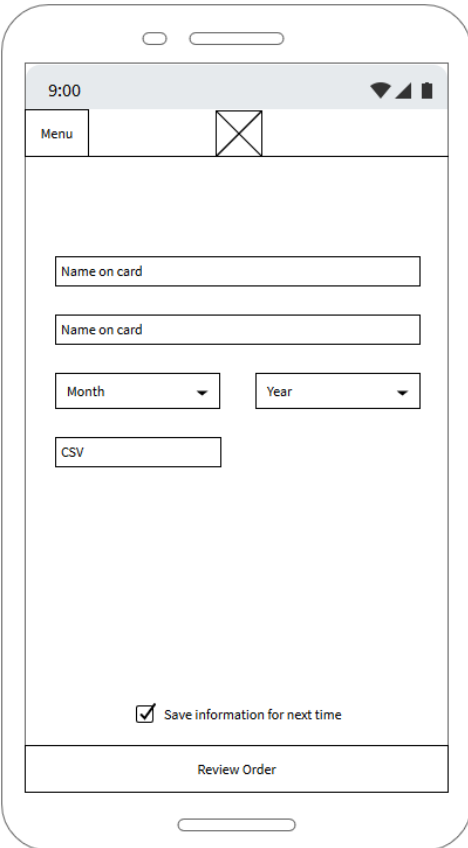 9:00
Menu
Name on card
Name on card
Month Year
CSV
Save information for next time
Review Order